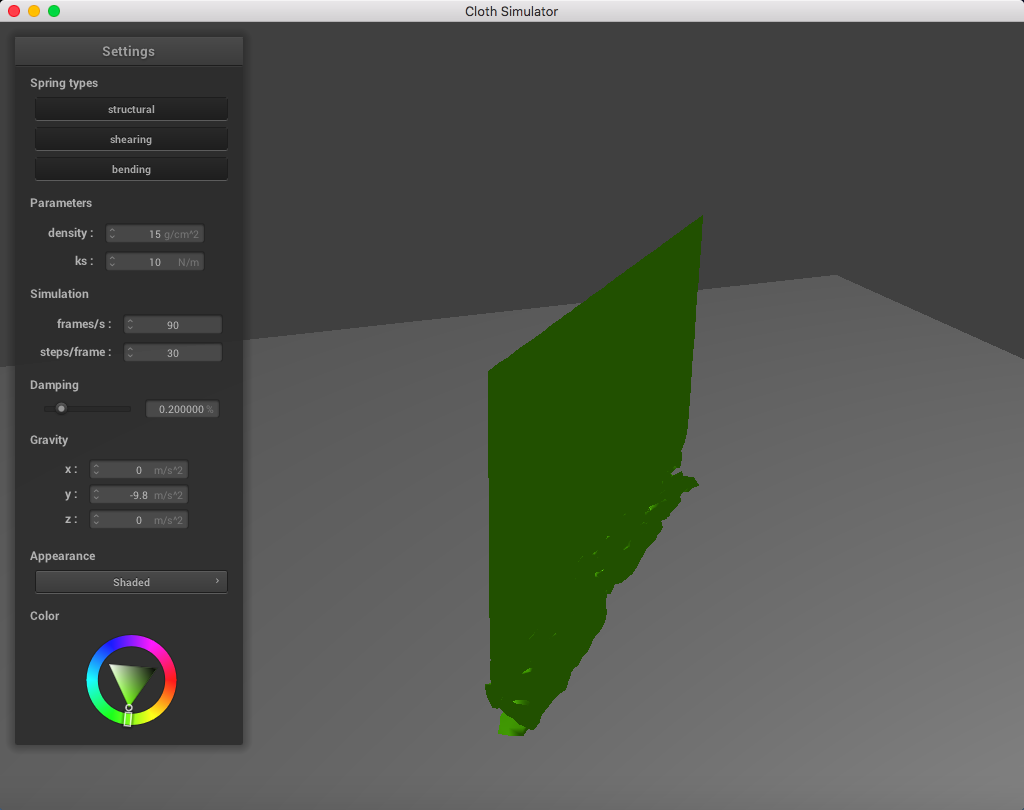 Cloth Simulator
Settings
Spring types
structural
shearing
bending
Parameters
density : 15 g/cm^2
ks : 10 N/m
Simulation
frames/s : 90
steps/frame : 30
Damping
0.200000 %
Gravity
x : 0 m/s^2
y : -9.8 m/s^2
z : 0 m/s^2
Appearance
Shaded ›
Color